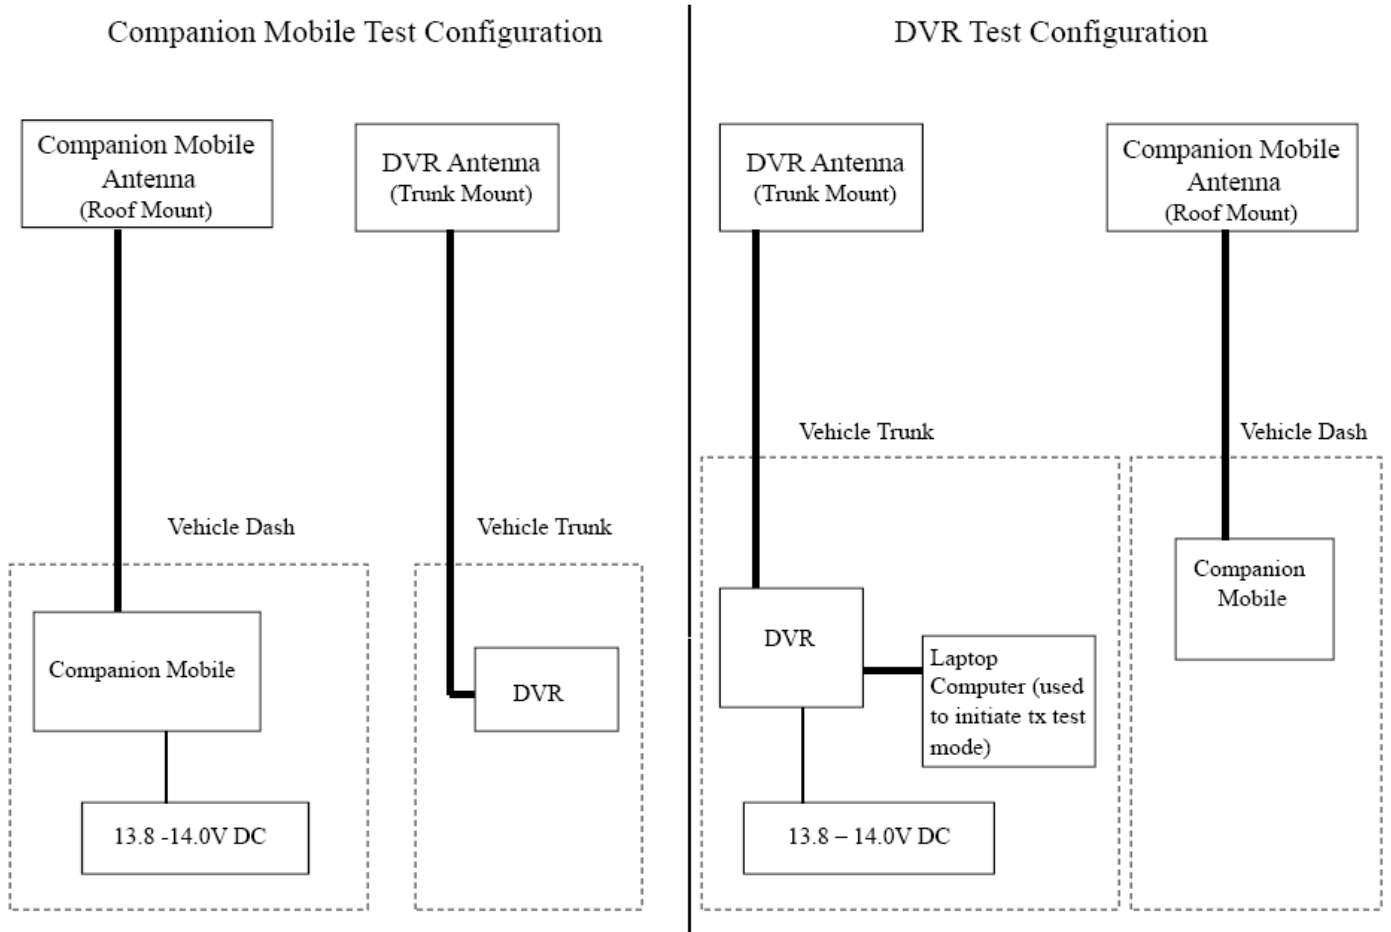 Companion Mobile Test Configuration
Companion Mobile
Antenna
(Roof Mount)
DVR Antenna
(Trunk Mount)
Vehicle Dash
Vehicle Trunk
Companion Mobile
DVR
13.8 -14.0V DC
DVR Test Configuration
DVR Antenna
(Trunk Mount)
Companion Mobile
Antenna
(Roof Mount)
Vehicle Trunk
Vehicle Dash
Companion
Mobile
DVR
Laptop
Computer (used
to initiate tx test
mode)
13.8 – 14.0V DC